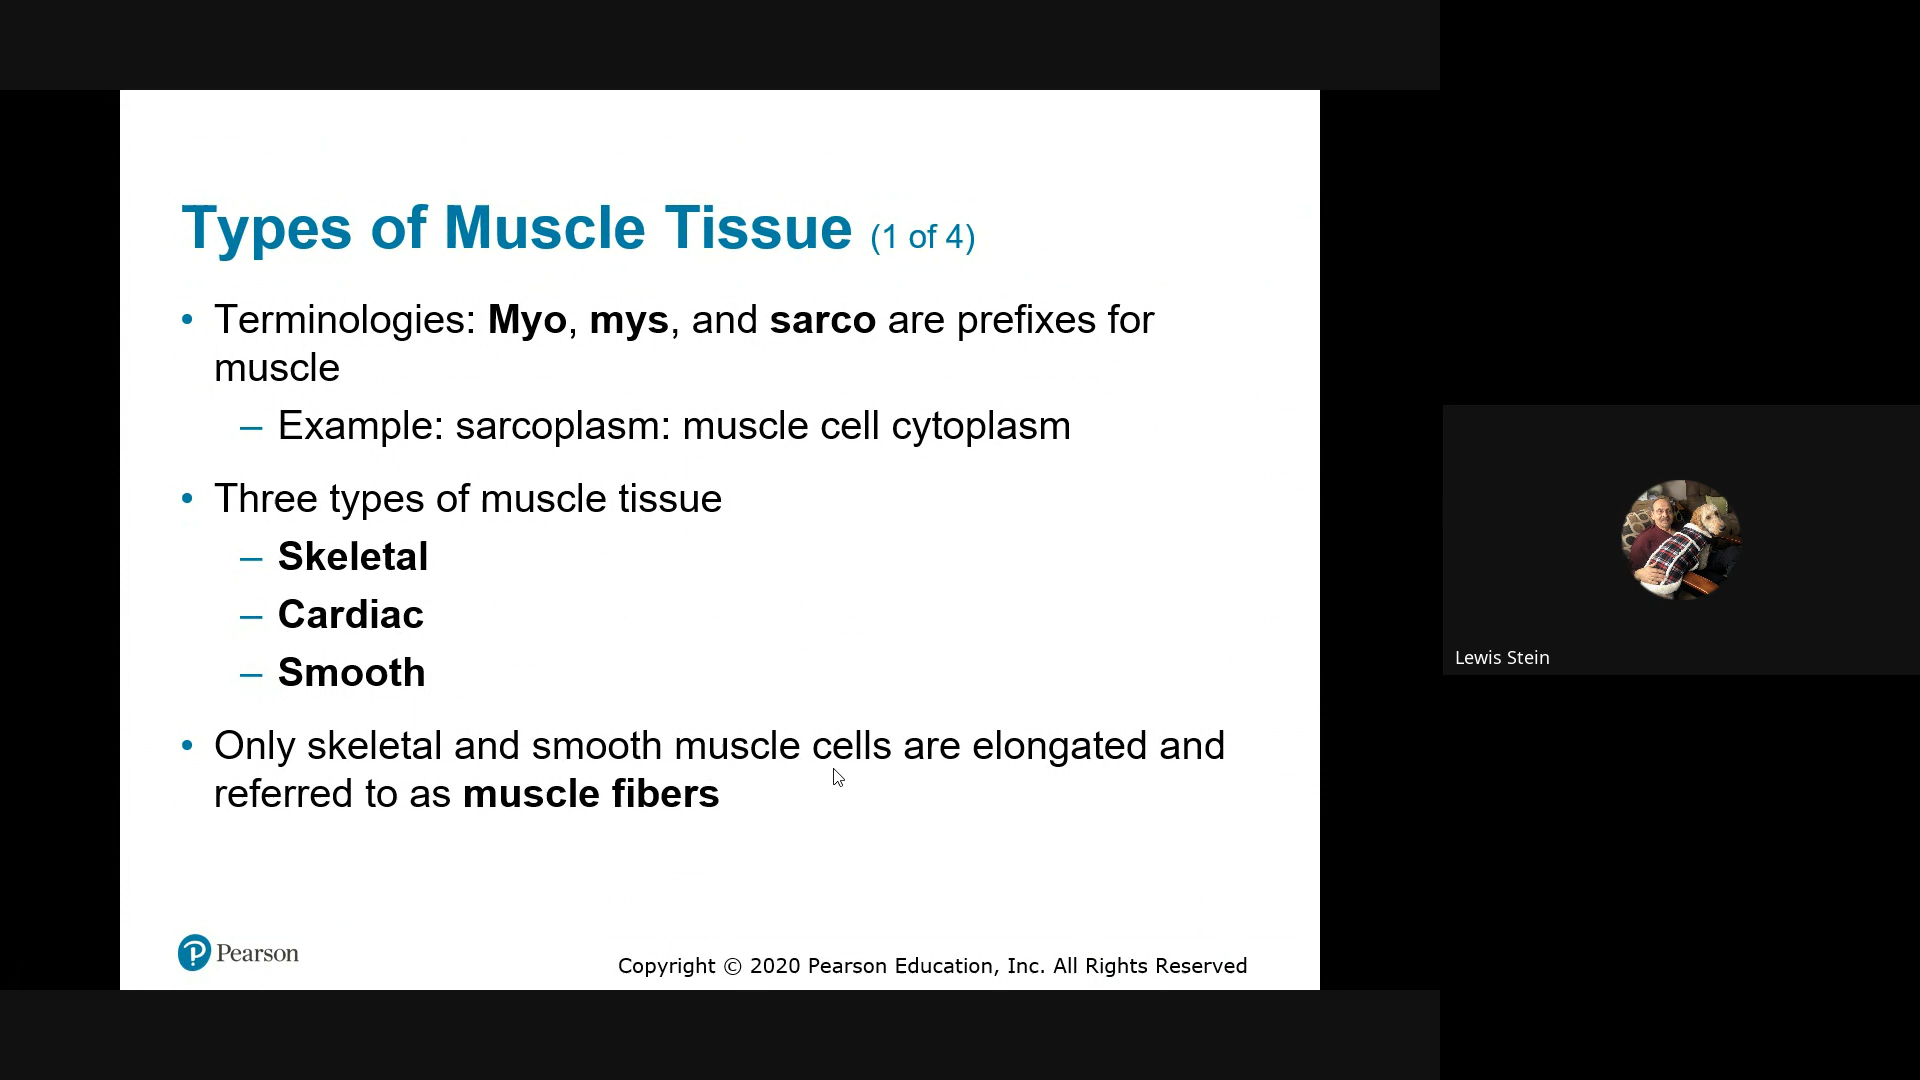 Types of Muscle Tissue (1 of 4)
• Terminologies: Myo, mys, and sarco are prefixes for
muscle
– Example: sarcoplasm: muscle cell cytoplasm
• Three types of muscle tissue
– Skeletal
– Cardiac
– Smooth
• Only skeletal and smooth muscle cells are elongated and
referred to as muscle fibers
Pearson
Copyright © 2020 Pearson Education, Inc. All Rights Reserved
Lewis Stein